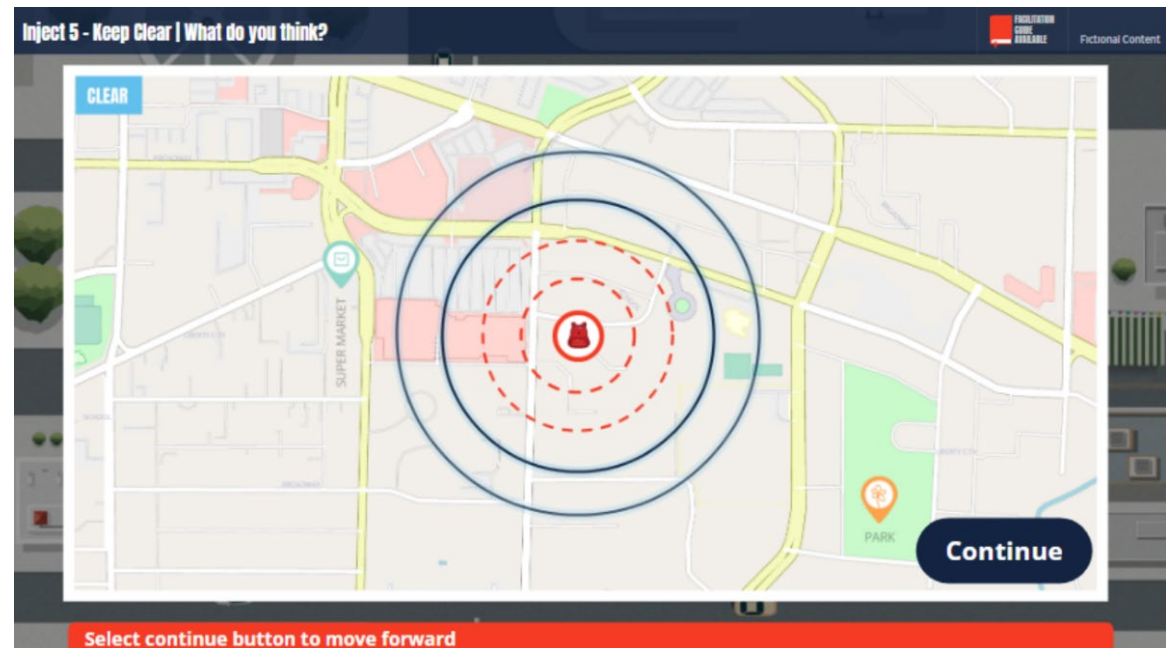 Inject 5 - Keep Clear | What do you think?
FACILITATION
GUIDE
AVAILABLE
Fictional Content
CLEAR
SUPER MARKET
PARK
Continue
Select continue button to move forward